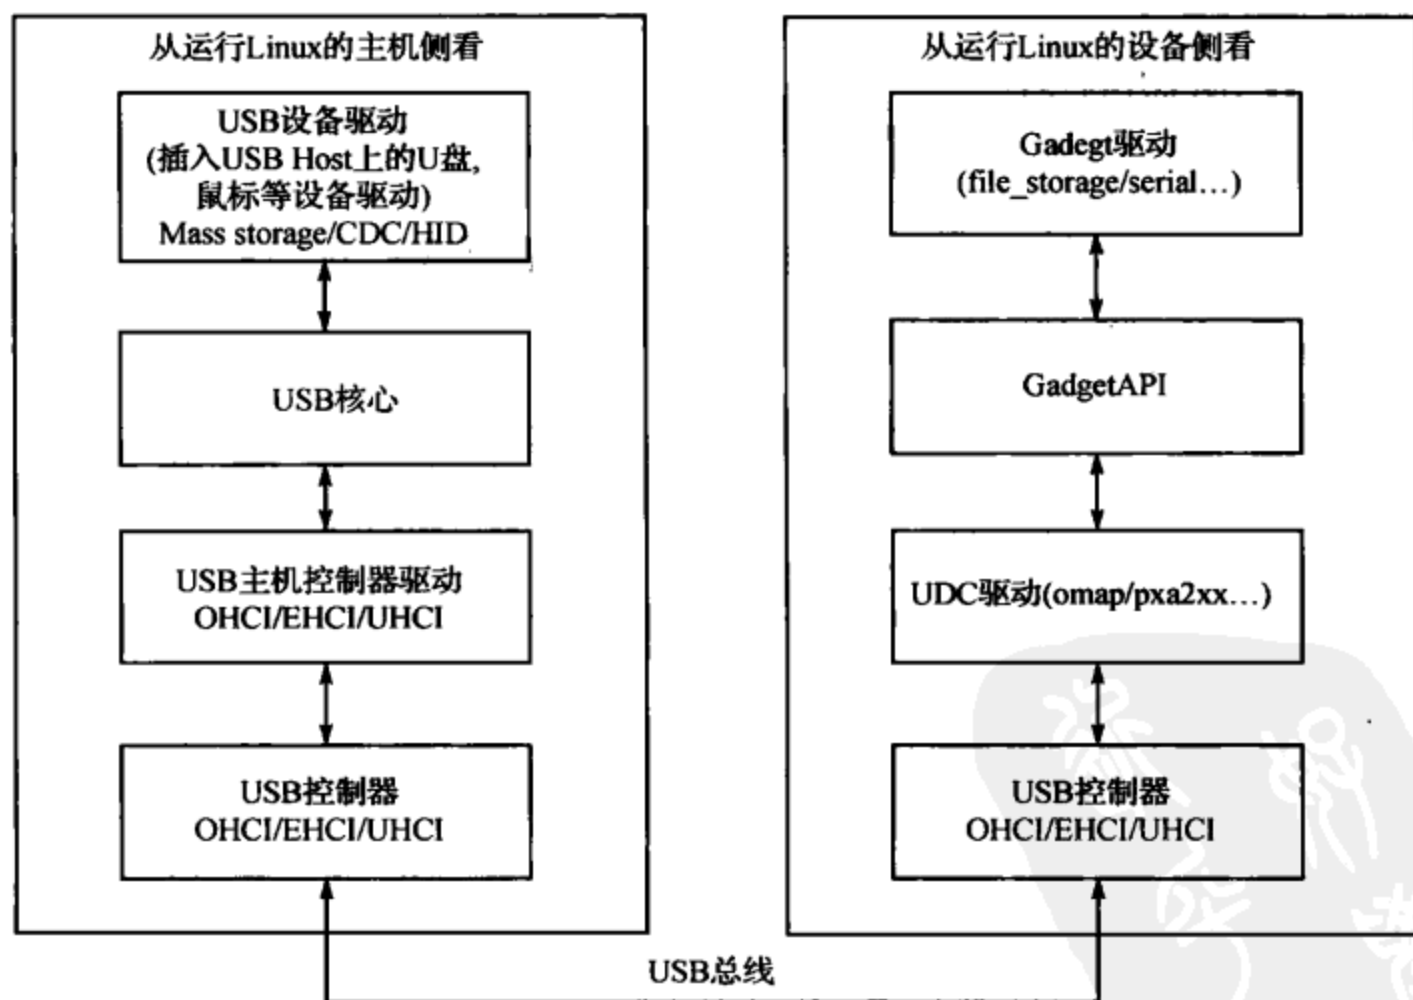 从运行Linux的主机侧看
USB设备驱动
(插入USB Host上的U盘,
鼠标等设备驱动)
Mass storage/CDC/HID
USB核心
USB主机控制器驱动
OHCI/EHCI/UHCI
USB控制器
OHCI/EHCI/UHCI
从运行Linux的设备侧看
Gadegt驱动
(file_storage/serial…)
GadgetAPI
UDC驱动(omap/pxa2xx…)
USB控制器
OHCI/EHCI/UHCI
USB总线